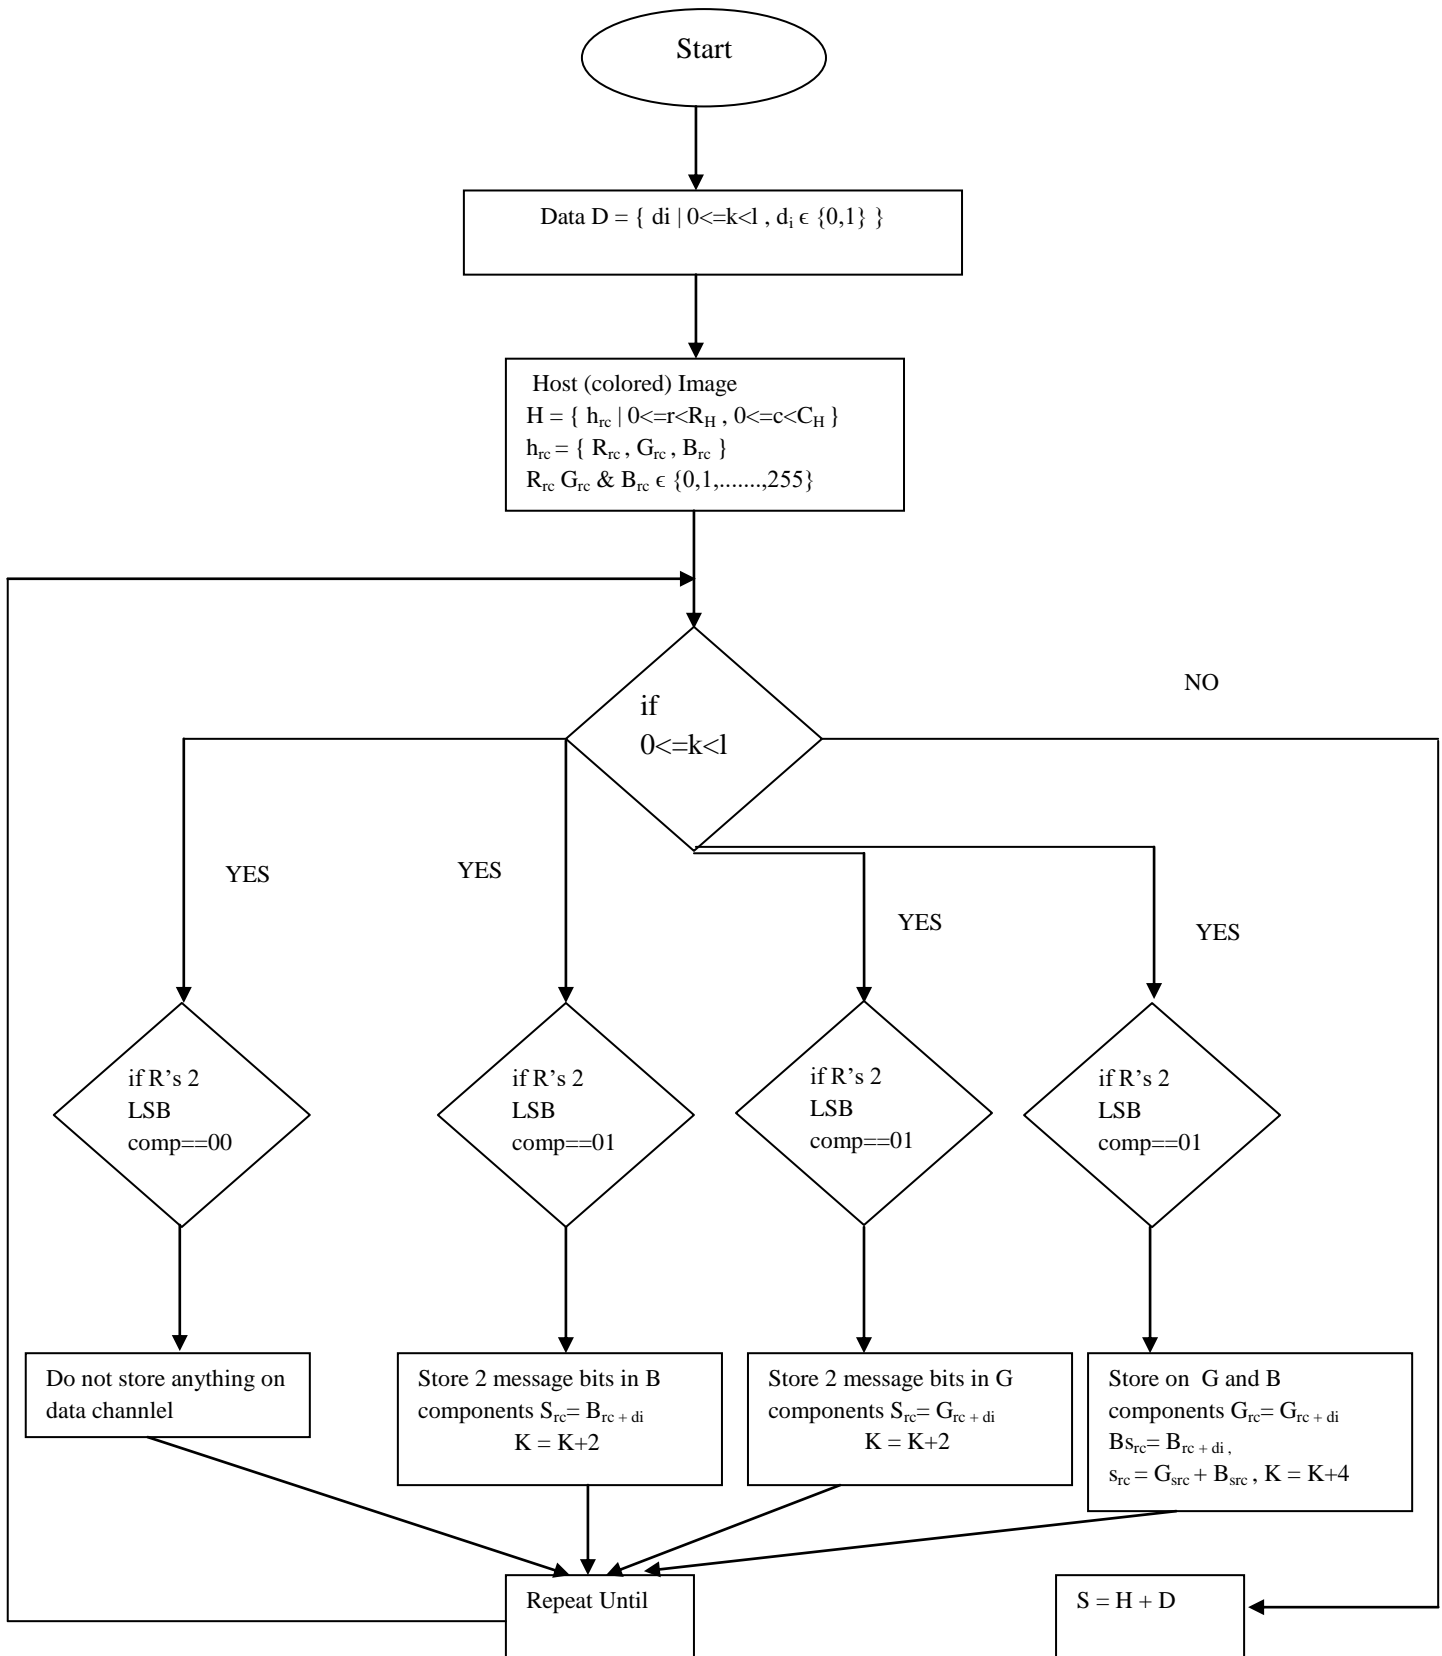 Start
Data D = { di | 0<=k<l , di ϵ {0,1} }
Host (colored) Image
H = { hrc | 0<=r<RH , 0<=c<CH }
hrc = { Rrc , Grc , Brc }
Rrc Grc & Brc ϵ {0,1,.......,255}
if
0<=k<l
NO
YES
YES
YES
YES
if R’s 2
LSB
comp==00
if R’s 2
LSB
comp==01
if R’s 2
LSB
comp==01
if R’s 2
LSB
comp==01
Do not store anything on
data channlel
Store 2 message bits in B
components Src= Brc + di
K = K+2
Store 2 message bits in G
components Src= Grc + di
K = K+2
Store on G and B
components Grc= Grc + di
Bsrc= Brc + di ,
src = Gsrc + Bsrc , K = K+4
Repeat Until
S = H + D